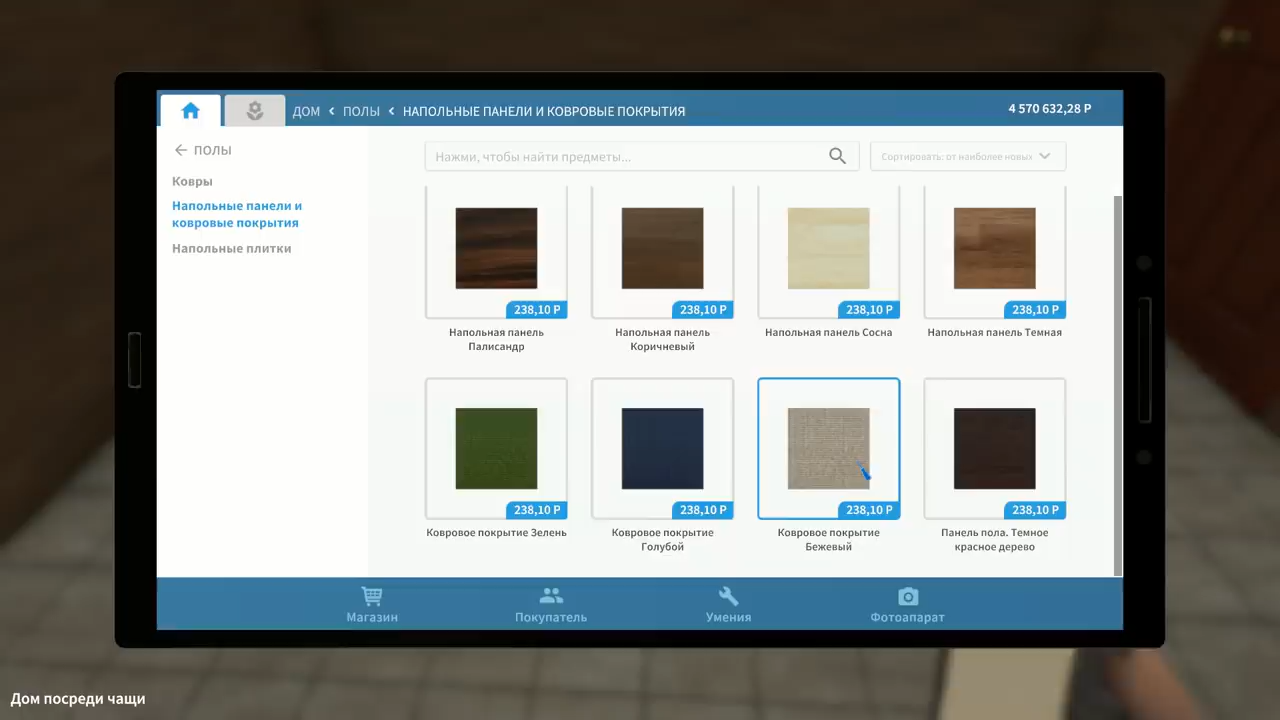 ДОМ < ПОЛЫ < НАПОЛЬНЫЕ ПАНЕЛИ И КОВРОВЫЕ ПОКРЫТИЯ
4 570 632,28 Р
ПОЛЫ
Ковры
Напольные панели и
ковровые покрытия
Напольные плитки
Нажми, чтобы найти предметы...
Сортировать: от наиболее новых
238,10 Р
238,10 Р
238,10 Р
238,10 Р
Напольная панель
Палисандр
Напольная панель
Коричневый
Напольная панель Сосна
Напольная панель Темная
238,10 Р
238,10 Р
238,10 Р
238,10 Р
Ковровое покрытие Зелень
Ковровое покрытие
Голубой
Ковровое покрытие
Бежевый
Панель пола. Темное
красное дерево
Магазин
Покупатель
Умения
Фотоаппарат
Дом посреди чащи